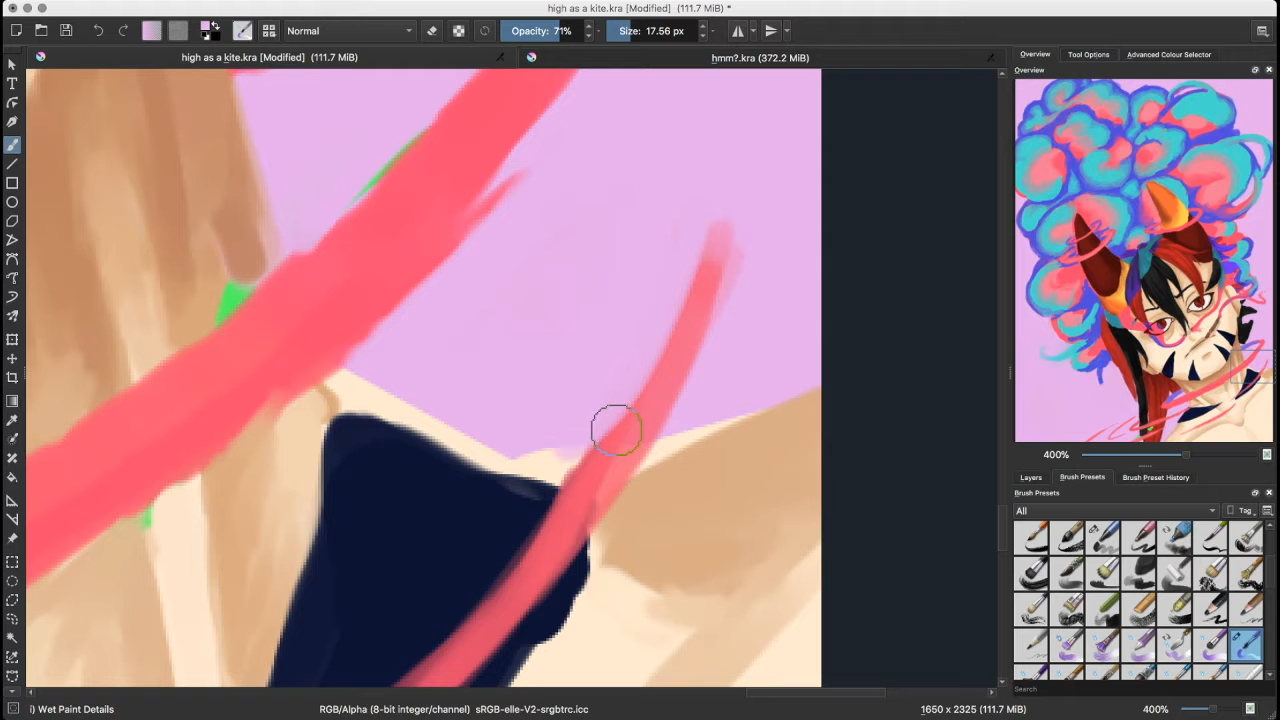 high as a kite.kra [Modified] (111.7 MiB) *
Normal
Opacity: 71%
Size: 17.56 px
high as a kite.kra [Modified] (111.7 MiB)
hmm?.kra (372.2 MiB)
Overview
Tool Options
Advanced Colour Selector
Overview
400%
Layers
Brush Presets
Brush Preset History
Brush Presets
All
Tag
Search
i) Wet Paint Details
RGB/Alpha (8-bit integer/channel) sRGB-elle-V2-srgbtrc.icc
1650 x 2325 (111.7 MiB)
400%